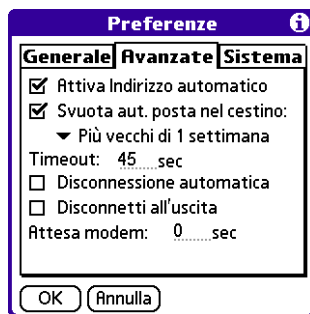 Preferenze
Generale Avanzate Sistema
Attiva Indirizzo automatico
Svuota aut. posta nel cestino:
Più vecchi di 1 settimana
Timeout: 45 sec
Disconnessione automatica
Disconnetti all'uscita
Attesa modem: 0 sec
OK Annulla